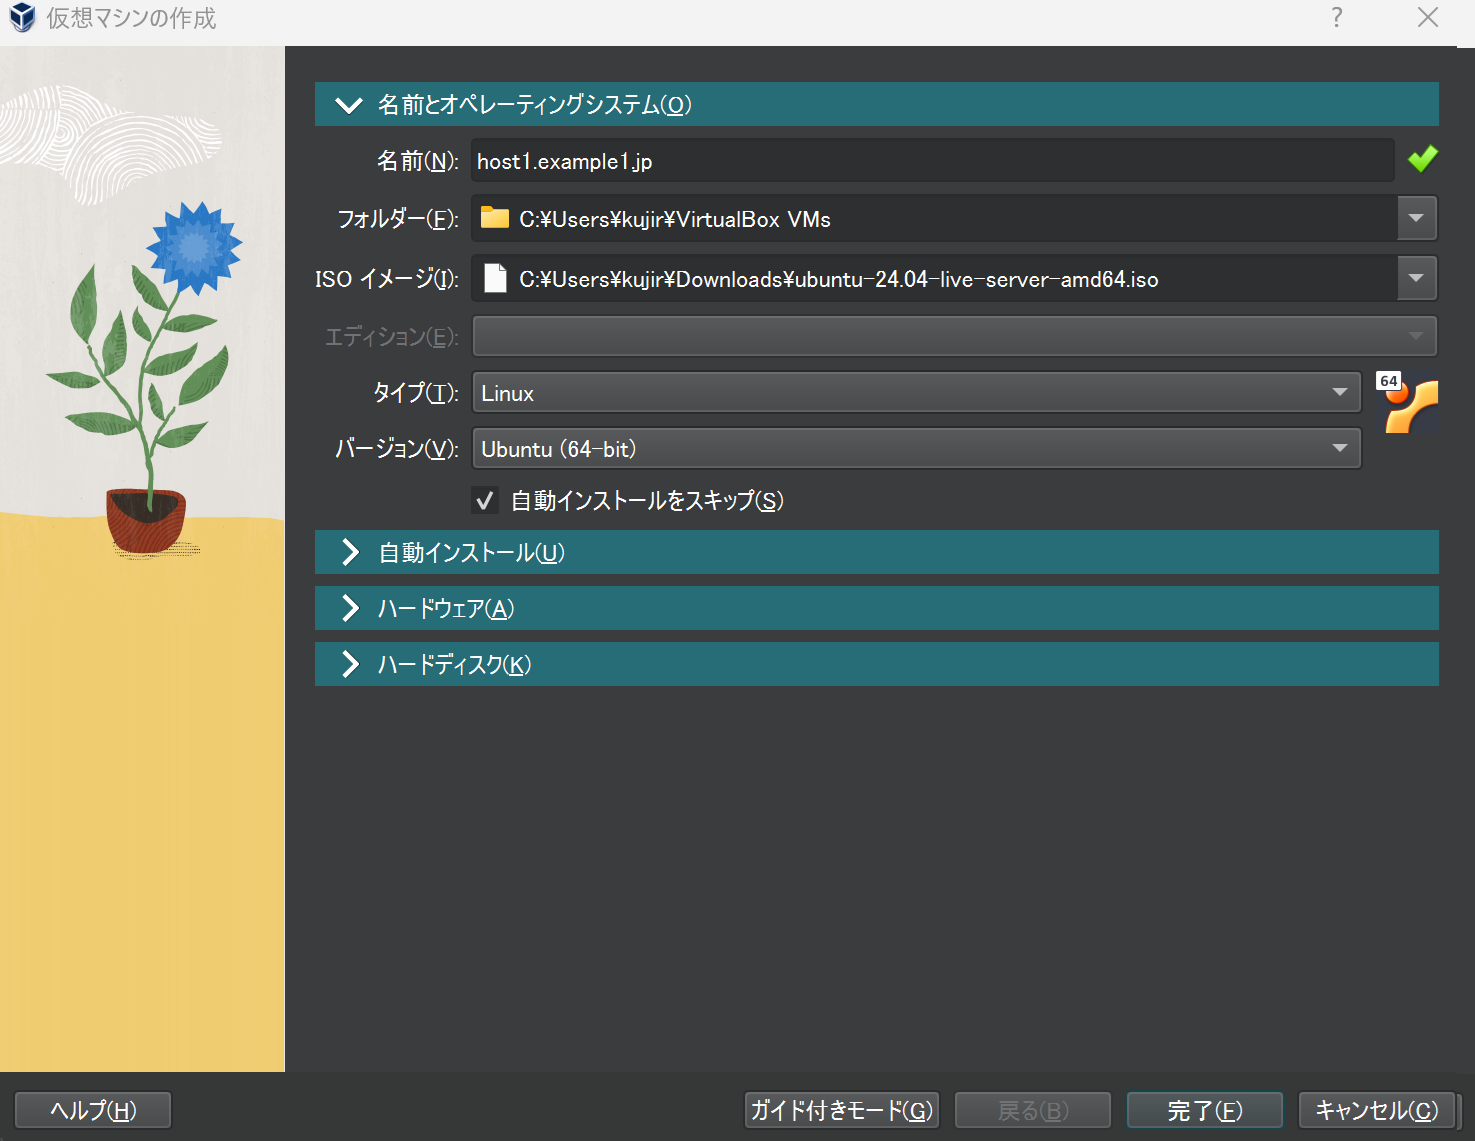 仮想マシンの作成
?
名前とオペレーティングシステム(O)
名前(N): host1.example1.jp
フォルダー(F): C:¥Users¥kujir¥VirtualBox VMs
ISO イメージ(I): C:¥Users¥kujir¥Downloads¥ubuntu-24.04-live-server-amd64.iso
エディション(E):
タイプ(T): Linux
64
バージョン(V): Ubuntu (64-bit)
自動インストールをスキップ(S)
自動インストール(U)
ハードウェア(A)
ハードディスク(K)
ヘルプ(H) ガイド付きモード(G) 戻る(B) 完了(F) キャンセル(C)